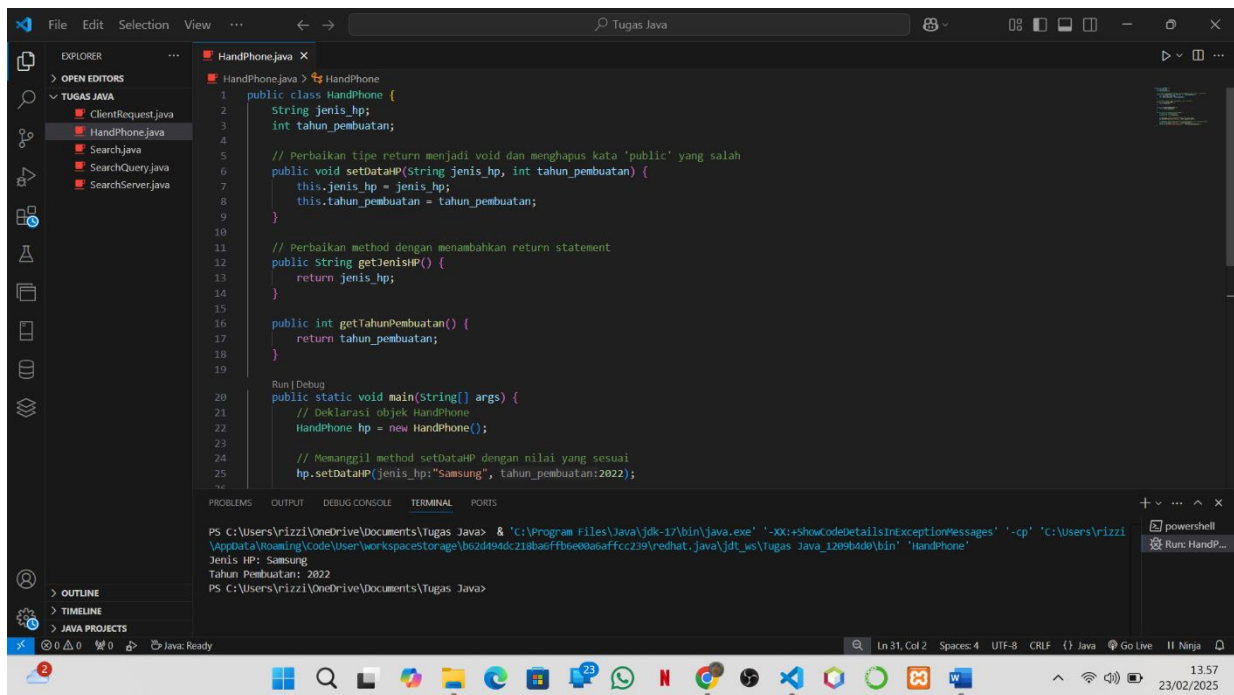 File Edit Selection View ··· Tugas Java
EXPLORER ···
> OPEN EDITORS
TUGAS JAVA
ClientRequest.java
HandPhone.java
Search.java
SearchQuery.java
SearchServer.java
> OUTLINE
> TIMELINE
> JAVA PROJECTS
HandPhone.java ×
HandPhone.java > HandPhone
1 public class HandPhone {
2 String jenis_hp;
3 int tahun_pembuatan;
4
5 // Perbaikan tipe return menjadi void dan menghapus kata 'public' yang salah
6 public void setDataHP(String jenis_hp, int tahun_pembuatan) {
7 this.jenis_hp = jenis_hp;
8 this.tahun_pembuatan = tahun_pembuatan;
9 }
10
11 // Perbaikan method dengan menambahkan return statement
12 public String getJenisHP() {
13 return jenis_hp;
14 }
15
16 public int getTahunPembuatan() {
17 return tahun_pembuatan;
18 }
19
Run | Debug
20 public static void main(String[] args) {
21 // Deklarasi objek HandPhone
22 HandPhone hp = new HandPhone();
23
24 // Memanggil method setDataHP dengan nilai yang sesuai
25 hp.setDataHP(jenis_hp:"Samsung", tahun_pembuatan:2022);
PROBLEMS OUTPUT DEBUG CONSOLE TERMINAL PORTS
PS C:\Users\rizzi\OneDrive\Documents\Tugas Java> & 'C:\Program Files\Java\jdk-17\bin\java.exe' '-XX:+ShowCodeDetailsInExceptionMessages' '-cp' 'C:\Users\rizzi
\AppData\Roaming\Code\User\workspaceStorage\b62d494dc218ba6ffb6e00a6affcc239\redhat.java\jdt_ws\Tugas Java_1209b4d0\bin' 'HandPhone'
Jenis HP: Samsung
Tahun Pembuatan: 2022
PS C:\Users\rizzi\OneDrive\Documents\Tugas Java>
powershell
Run: HandP...
0 0 0 Java: Ready Ln 31, Col 2 Spaces: 4 UTF-8 CRLF {} Java Go Live Ninja
2 23 13.57
23/02/2025